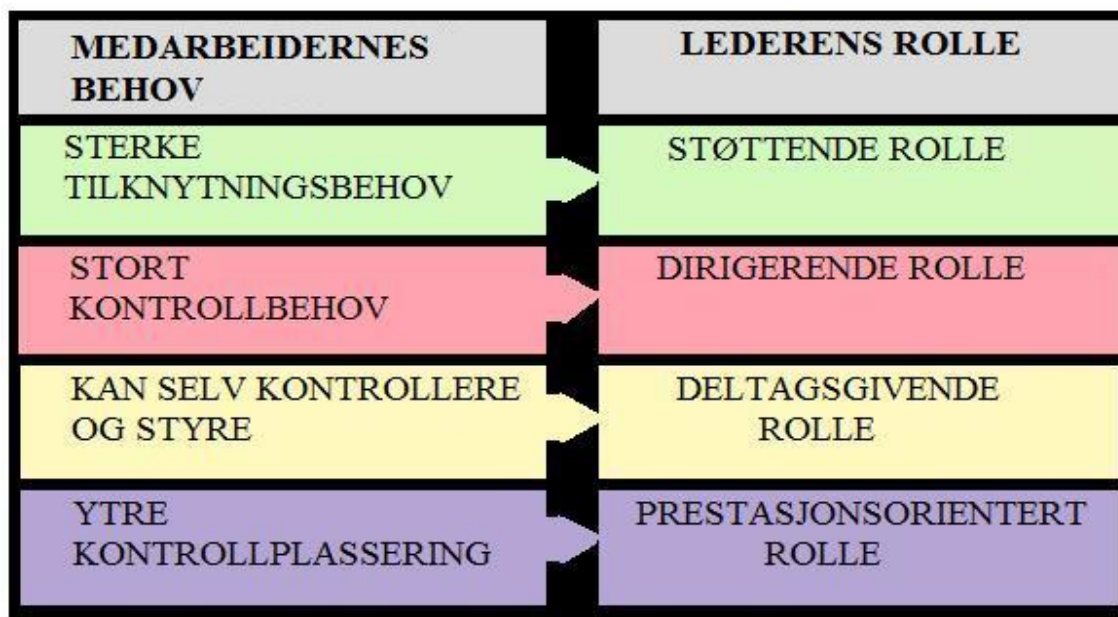 MEDARBEIDERNES
BEHOV
LEDERENS ROLLE
STERKE
TILKNYTNINGSBEHOV
STØTTENDE ROLLE
STORT
KONTROLLBEHOV
DIRIGERENDE ROLLE
KAN SELV KONTROLLERE
OG STYRE
DELTAGSGIVENDE
ROLLE
YTRE
KONTROLLPLASSERING
PRESTASJONSORIENTERT
ROLLE